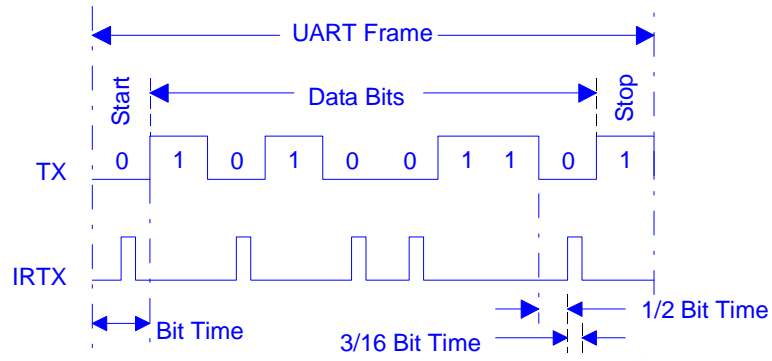 UART Frame
Start
Data Bits
Stop
TX 0 1 0 1 0 0 1 1 0 1
IRTX
Bit Time
1/2 Bit Time
3/16 Bit Time